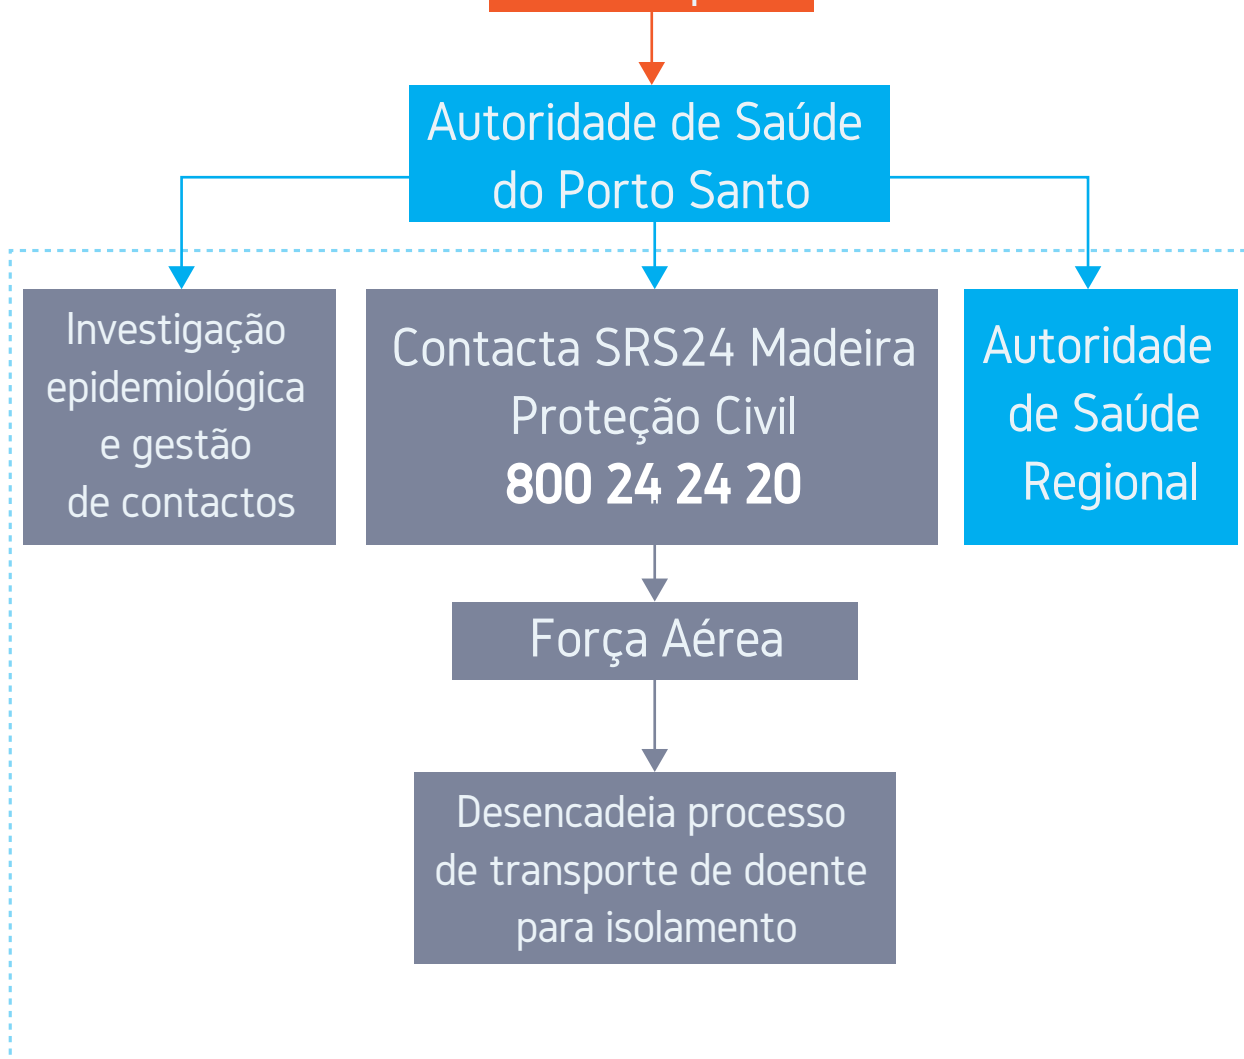 Autoridade de Saúde
do Porto Santo
Investigação
epidemiológica
e gestão
de contactos
Contacta SRS24 Madeira
Proteção Civil
800 24 24 20
Autoridade
de Saúde
Regional
Força Aérea
Desencadeia processo
de transporte de doente
para isolamento